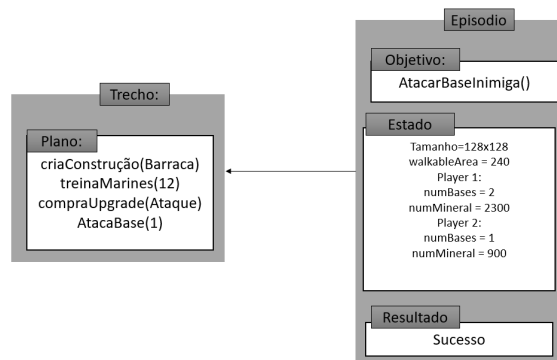 Trecho:
Plano:
criaConstrução(Barraca)
treinaMarines(12)
compraUpgrade(Ataque)
AtacaBase(1)
Episodio
Objetivo:
AtacarBaseInimiga()
Estado
Tamanho=128x128
walkableArea = 240
Player 1:
numBases = 2
numMineral = 2300
Player 2:
numBases = 1
numMineral = 900
Resultado
Sucesso